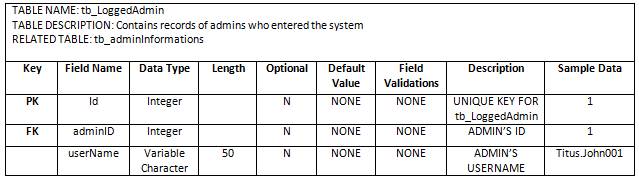 TABLE NAME: tb_LoggedAdmin
TABLE DESCRIPTION: Contains records of admins who entered the system
RELATED TABLE: tb_adminInformations
Key Field Name Data Type Length Optional Default Value Field Validations Description Sample Data
PK Id Integer N NONE NONE UNIQUE KEY FOR tb_LoggedAdmin 1
FK adminID Integer N NONE NONE ADMIN'S ID 1
userName Variable Character 50 N NONE NONE ADMIN'S USERNAME Titus.John001